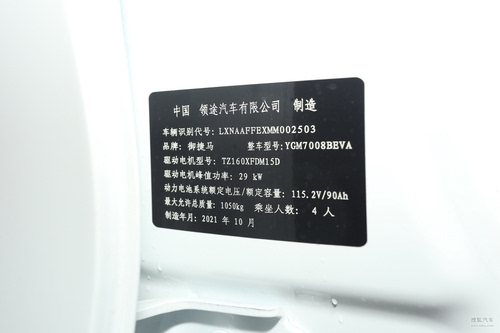 中国 领途汽车有限公司 制造
车辆识别代号: LXNAAFFEXMM002503
品牌: 御捷马 整车型号: YGM7008BEVA
驱动电机型号: TZ160XFDM15D
驱动电机峰值功率: 29 kW
动力电池系统额定电压/额定容量: 115.2V/90Ah
最大允许总质量: 1050kg 乘坐人数: 4 人
制造年月: 2021 年 10 月
搜狐汽车